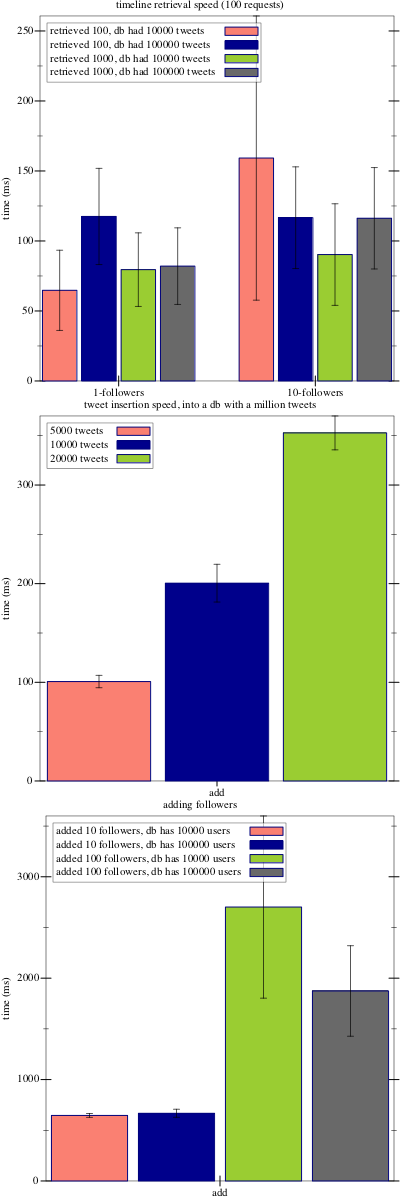 timeline retrieval speed (100 requests)
250
200
150
100
50
0
time (ms)
retrieved 100, db had 10000 tweets
retrieved 100, db had 100000 tweets
retrieved 1000, db had 10000 tweets
retrieved 1000, db had 100000 tweets
1-followers
10-followers
tweet insertion speed, into a db with a million tweets
300
200
100
0
time (ms)
5000 tweets
10000 tweets
20000 tweets
add
adding followers
3000
2000
1000
0
time (ms)
added 10 followers, db has 10000 users
added 10 followers, db has 100000 users
added 100 followers, db has 10000 users
added 100 followers, db has 100000 users
add